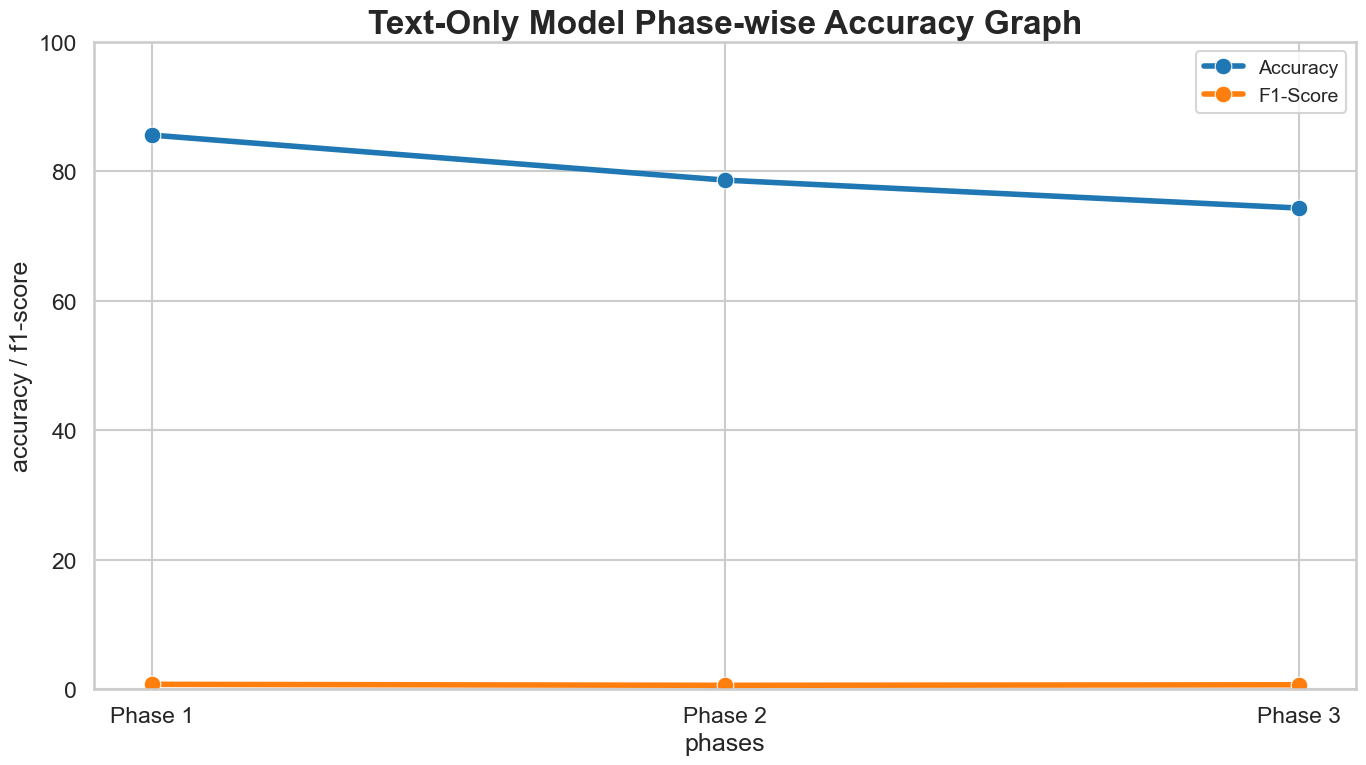 Text-Only Model Phase-wise Accuracy Graph
Accuracy
F1-Score
accuracy / f1-score
100
80
60
40
20
0
Phase 1
Phase 2
Phase 3
phases